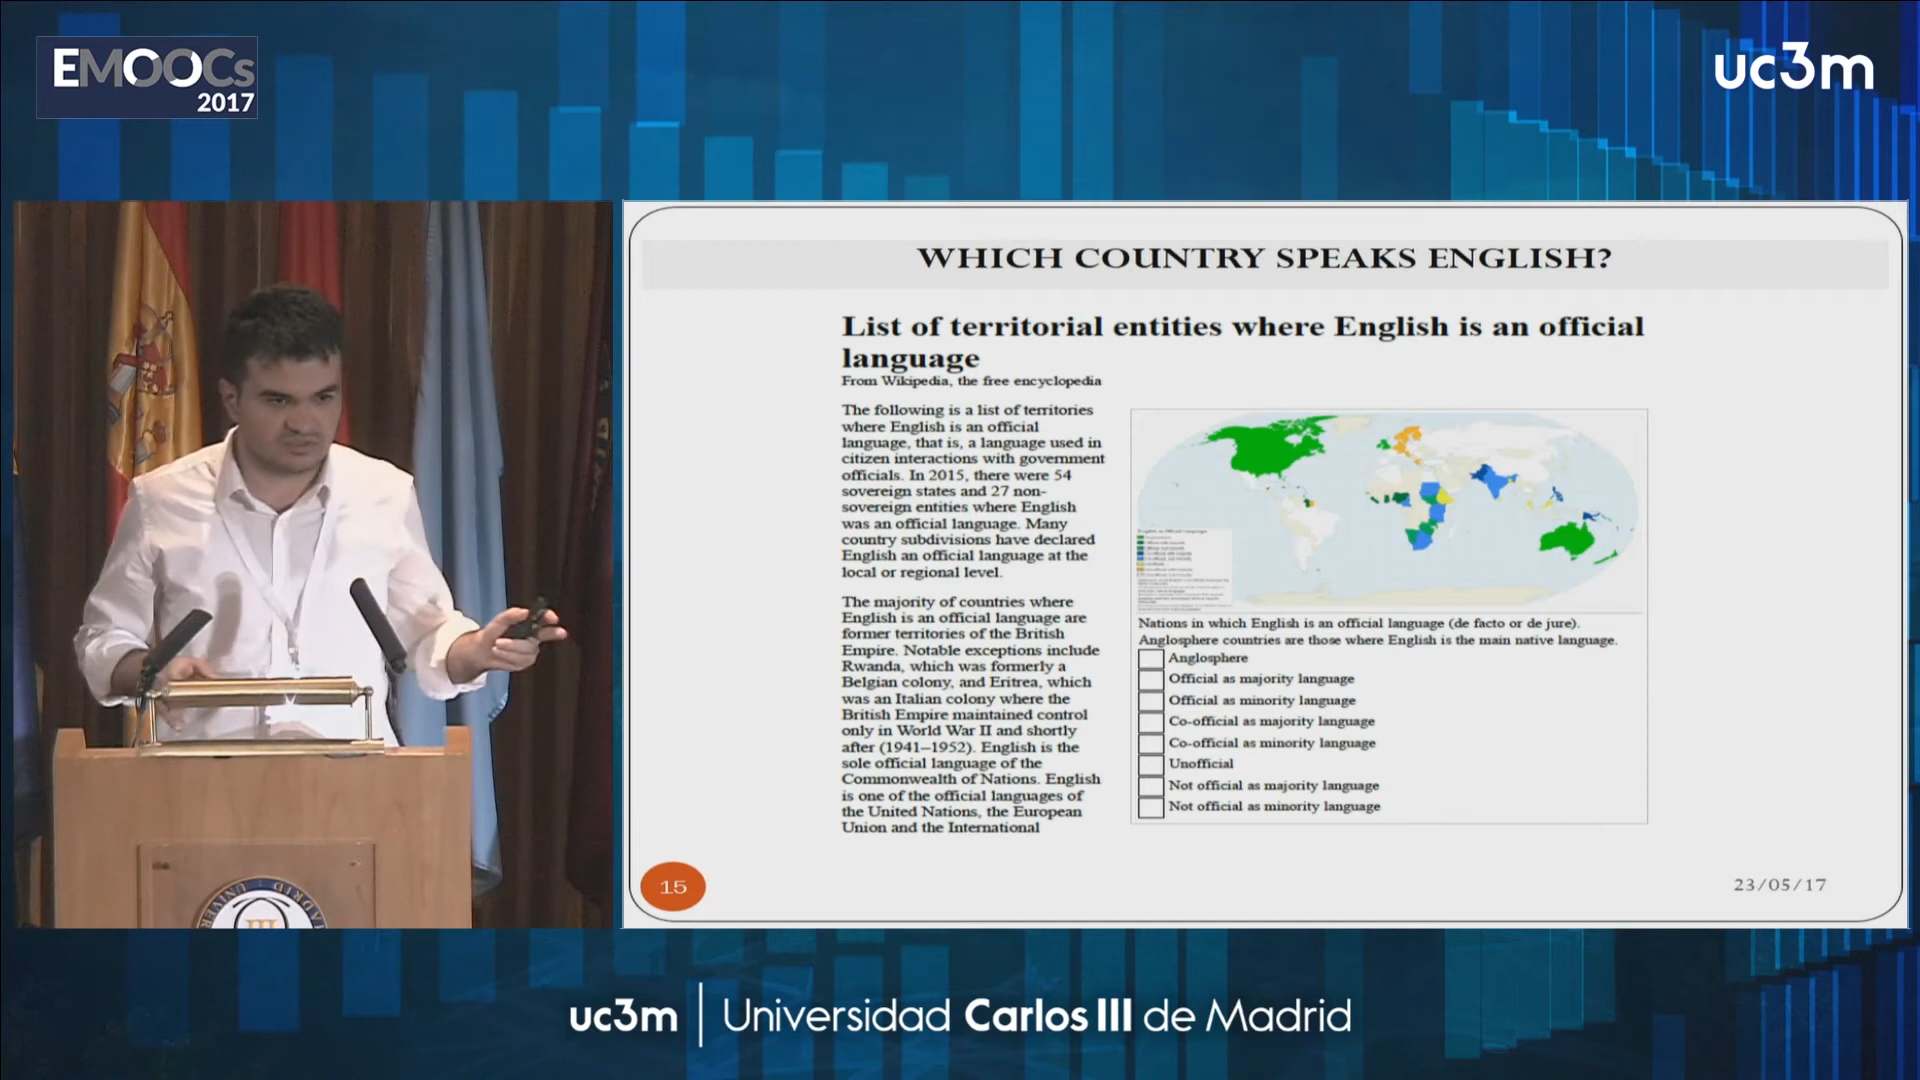 EMOOCs
2017
uc3m
WHICH COUNTRY SPEAKS ENGLISH?
List of territorial entities where English is an official
language
From Wikipedia, the free encyclopedia
The following is a list of territories
where English is an official
language, that is, a language used in
citizen interactions with government
officials. In 2015, there were 54
sovereign states and 27 non-
sovereign entities where English
was an official language. Many
country subdivisions have declared
English an official language at the
local or regional level.
The majority of countries where
English is an official language are
former territories of the British
Empire. Notable exceptions include
Rwanda, which was formerly a
Belgian colony, and Eritrea, which
was an Italian colony where the
British Empire maintained control
only in World War II and shortly
after (1941–1952). English is the
sole official language of the
Commonwealth of Nations. English
is one of the official languages of
the United Nations, the European
Union and the International
Nations in which English is an official language (de facto or de jure).
Anglosphere countries are those where English is the main native language.
Anglosphere
Official as majority language
Official as minority language
Co-official as majority language
Co-official as minority language
Unofficial
Not official as majority language
Not official as minority language
15
23/05/17
uc3m | Universidad Carlos III de Madrid